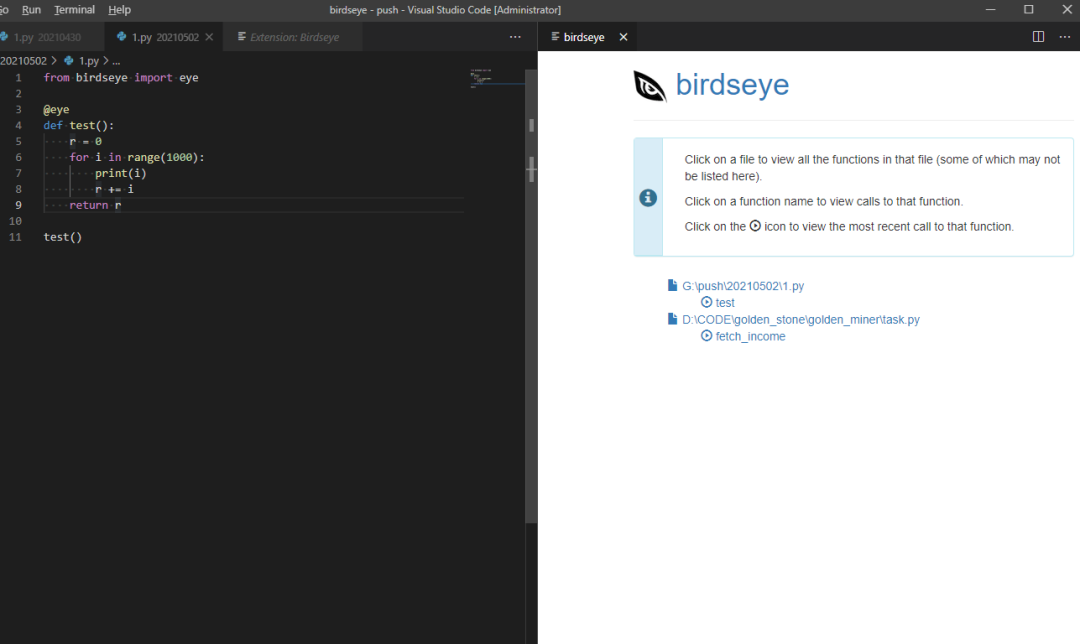 Go Run Terminal Help birdseye - push - Visual Studio Code [Administrator]
1.py 20210430 1.py 20210502 Extension: Birdseye ···
20210502 > 1.py > ...
1 from birdseye import eye
2
3 @eye
4 def test():
5 r = 0
6 for i in range(1000):
7 print(i)
8 r += i
9 return r
10
11 test()
birdseye ···
birdseye
Click on a file to view all the functions in that file (some of which may not
be listed here).
Click on a function name to view calls to that function.
Click on the icon to view the most recent call to that function.
G:\push\20210502\1.py
test
D:\CODE\golden_stone\golden_miner\task.py
fetch_income